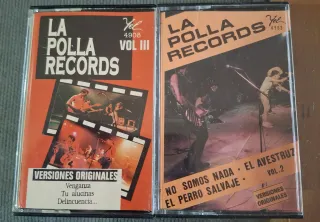 LA
POLLA
RECORDS
4908
VOL III
VERSIONES ORIGINALES
Venganza
Tu alucinas
Delincuencia...
LA
POLLA
RECORDS
NO SOMOS NADA - EL AVESTRUZ
EL PERRO SALVAJE -
VOL. 2
VERSIONES
ORIGINALES